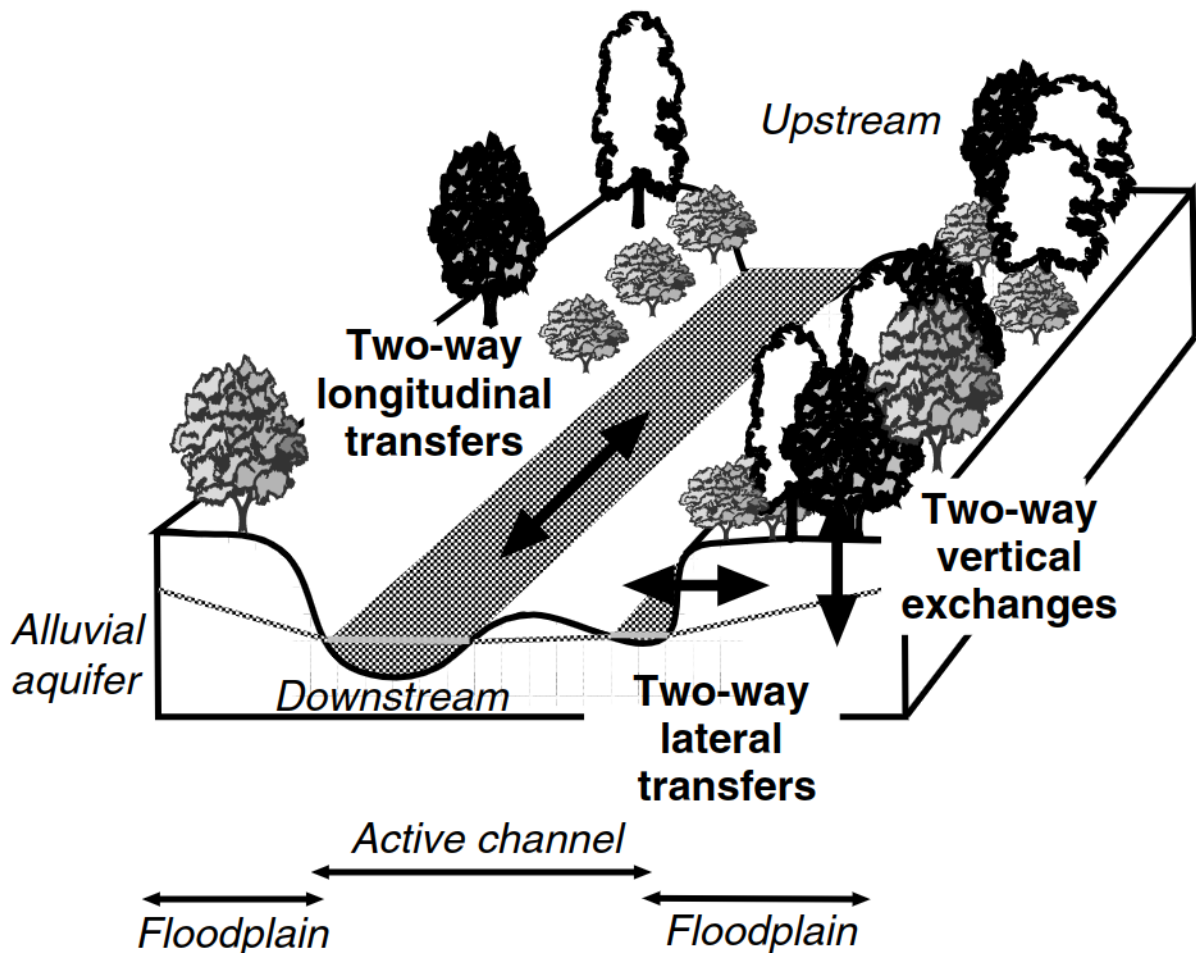 Upstream
Two-way
longitudinal
transfers
Two-way
vertical
exchanges
Alluvial
aquifer
Downstream
Two-way
lateral
transfers
Active channel
Floodplain
Floodplain